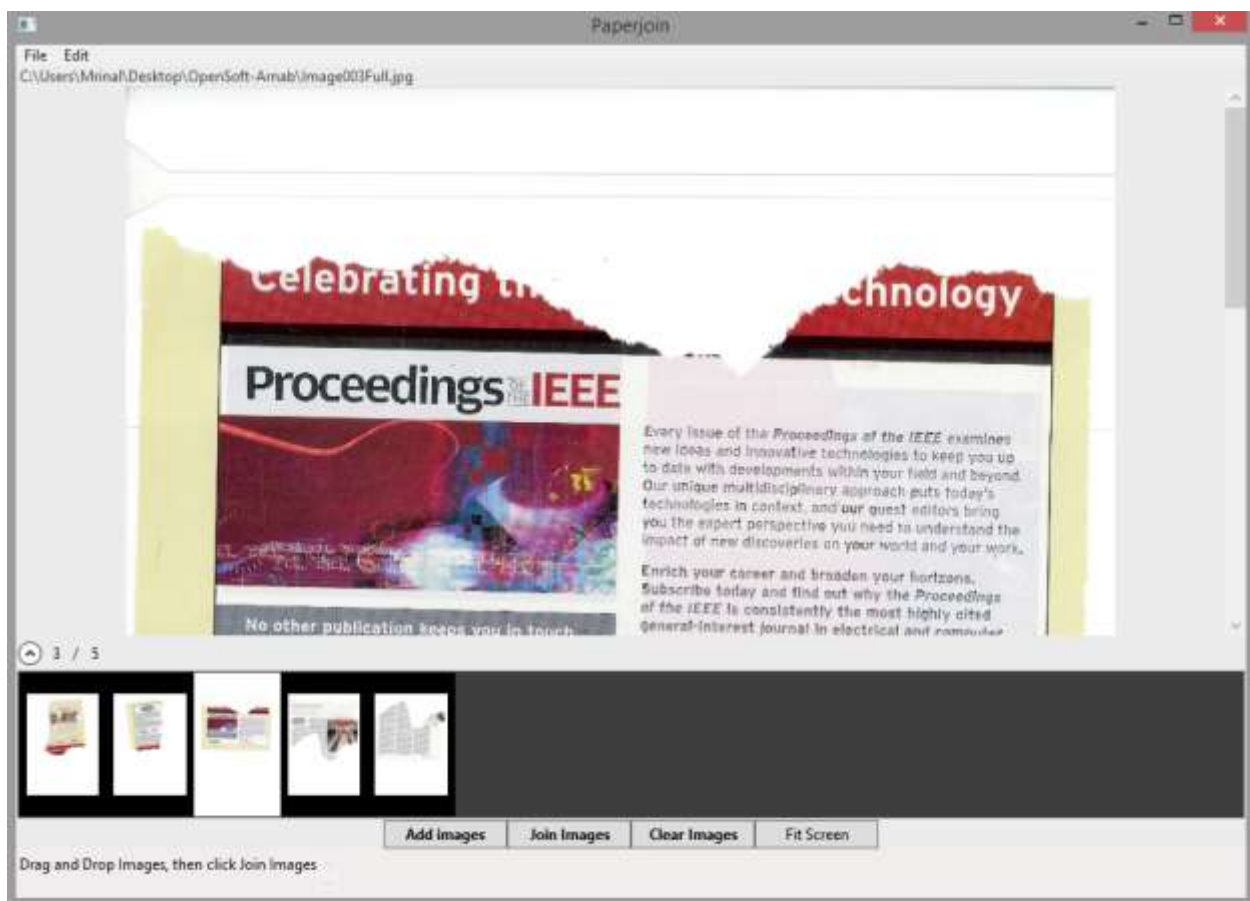 Paperjoin
File Edit
C:\Users\Mrinal\Desktop\OpenSoft-Arnab\Image003Full.jpg
Celebrating th chnology
Proceedings OF THE IEEE
Every issue of the Proceedings of the IEEE examines
new ideas and innovative technologies to keep you up
to date with developments within your field and beyond.
Our unique multidisciplinary approach puts today's
technologies in context, and our guest editors bring
you the expert perspective you need to understand the
impact of new discoveries on your world and your work.
Enrich your career and broaden your horizons.
Subscribe today and find out why the Proceedings
of the IEEE is consistently the most highly cited
general-interest journal in electrical and computer
No other publication keeps you in touch
3 / 5
Add images Join Images Clear Images Fit Screen
Drag and Drop Images, then click Join Images